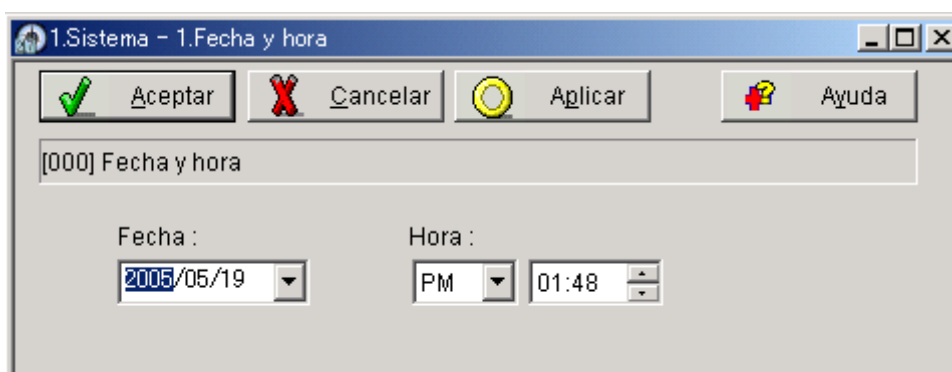 1.Sistema - 1.Fecha y hora
Aceptar Cancelar Aplicar Ayuda
[000] Fecha y hora
Fecha : Hora :
2005/05/19 PM 01:48